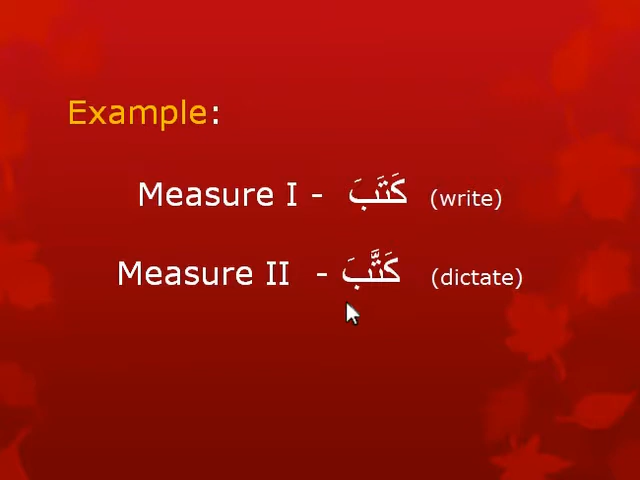 Example:
Measure I - كَتَبَ (write)
Measure II - كَتَّبَ (dictate)